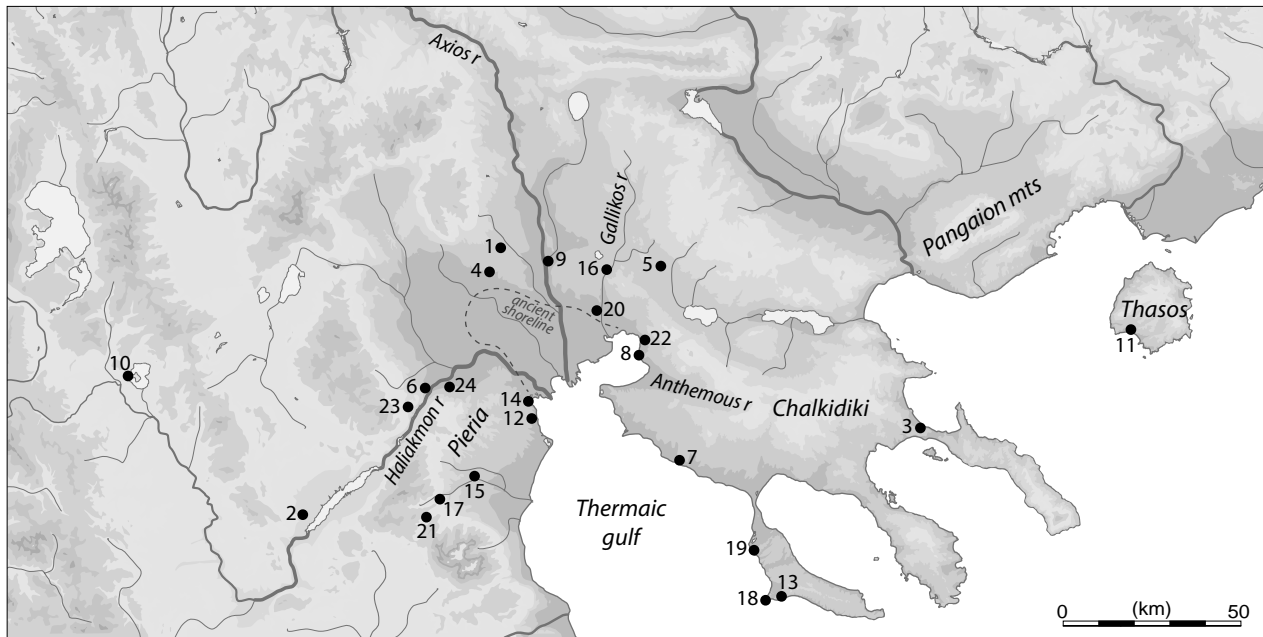 Axios r
Gallikos r
Pangaion mts
1
9
4
16
5
ancient
shoreline
20
Thasos
22
11
8
10
6
24
Anthemous r
Chalkidiki
23
14
12
3
Haliakmon r
Pieria
7
15
17
2
21
Thermaic
gulf
19
13
18
0
(km)
50